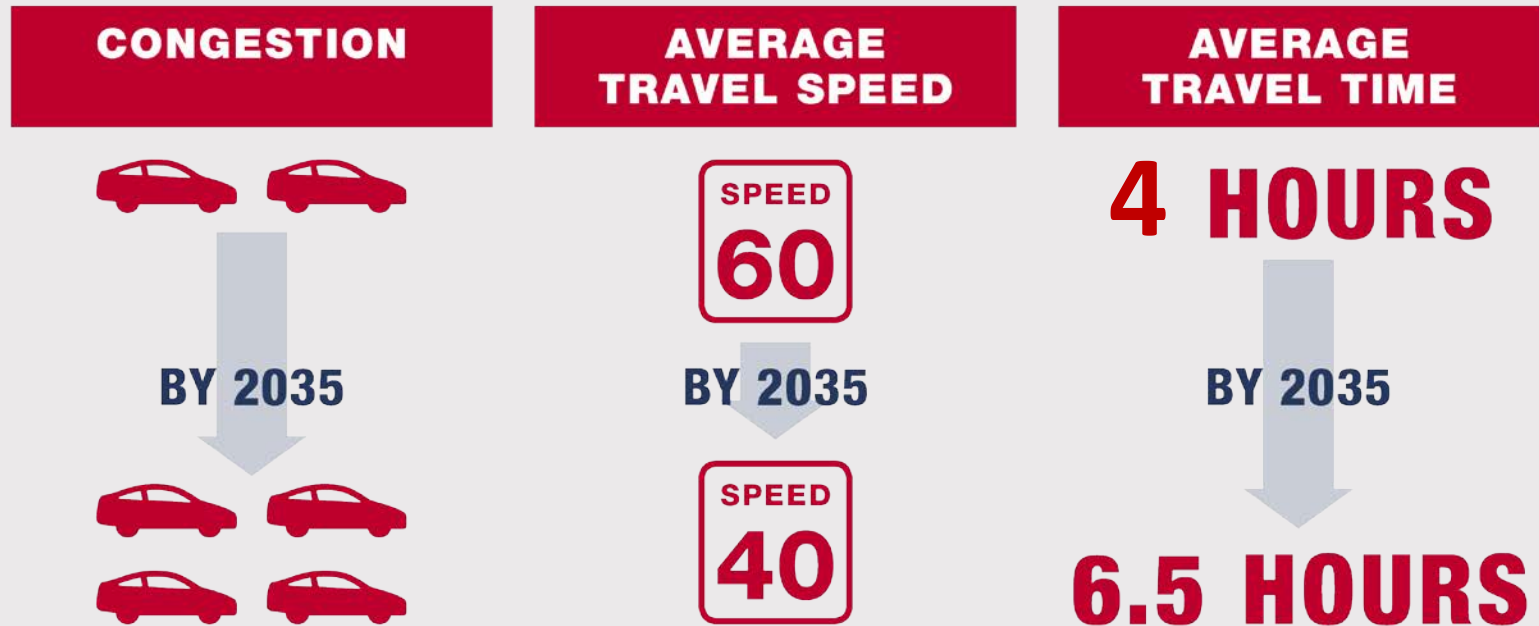 CONGESTION
BY 2035
AVERAGE
TRAVEL SPEED
SPEED
60
BY 2035
SPEED
40
AVERAGE
TRAVEL TIME
4 HOURS
BY 2035
6.5 HOURS